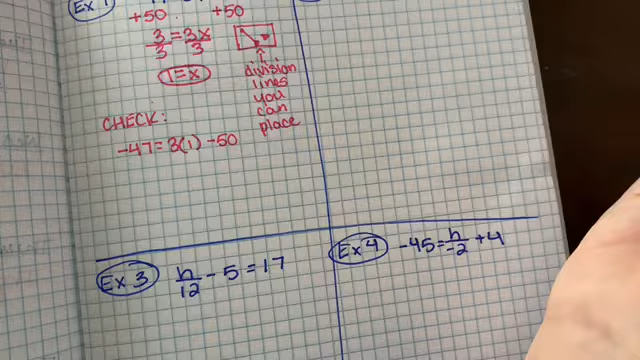 Ex 1
+50 +50
3/3 = 3x/3
1 = x
division
lines
you
can
place
CHECK:
-47 = 3(1) - 50
Ex 3 h/12 - 5 = 17
Ex 4 -45 = h/-2 + 4